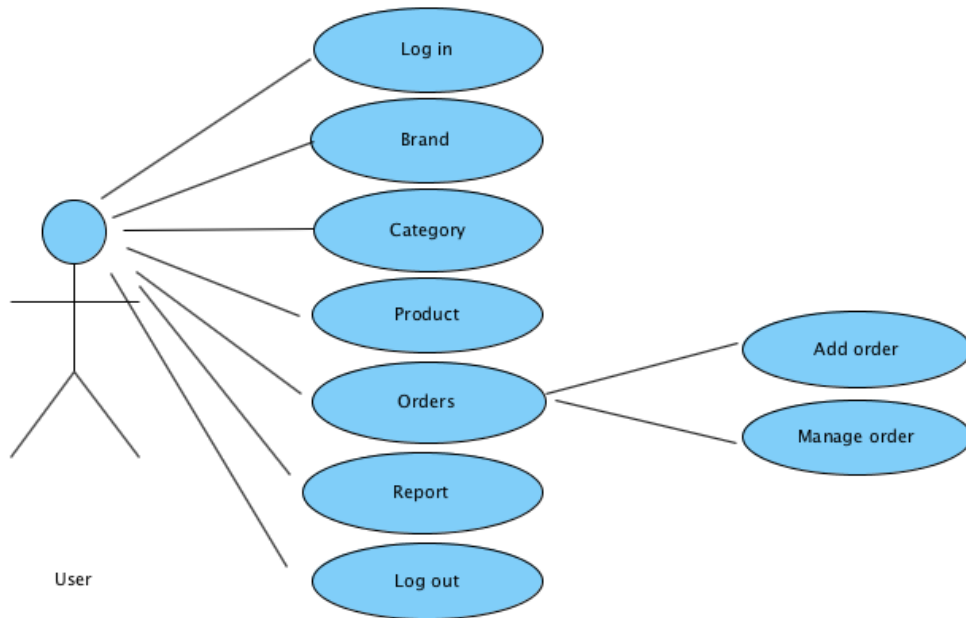 Log in
Brand
Category
Product
Add order
Orders
Manage order
Report
Log out
User